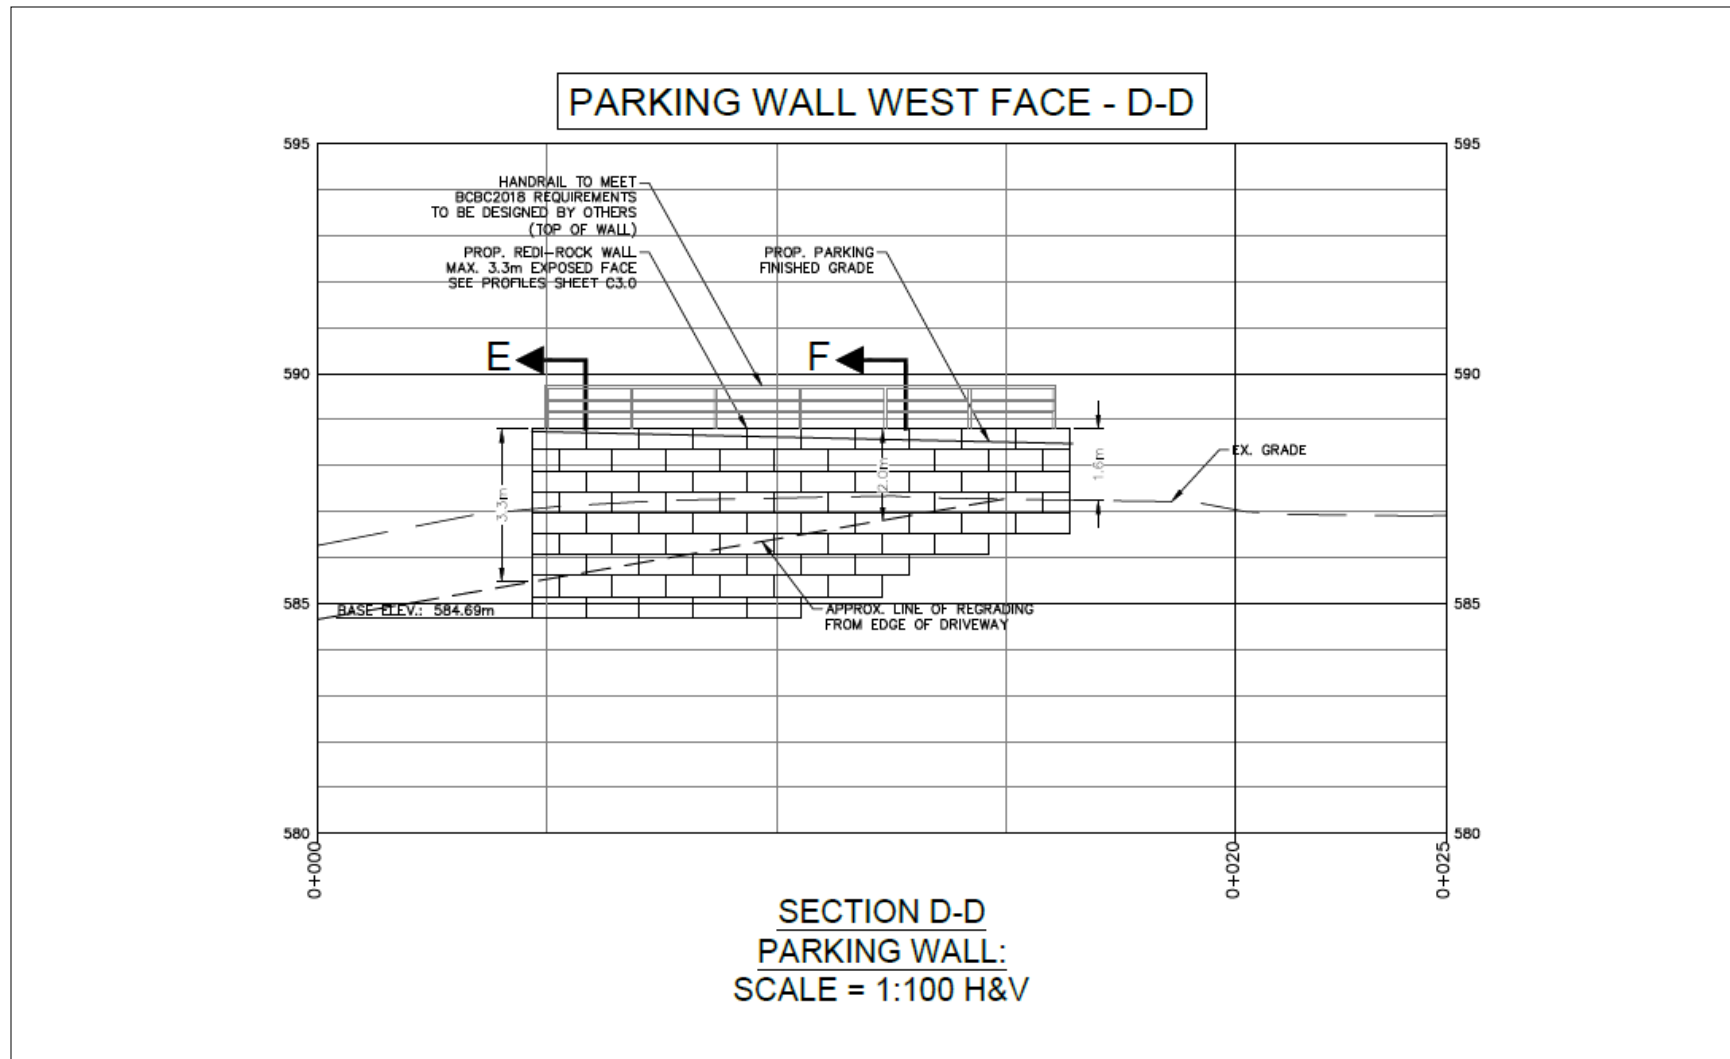 PARKING WALL WEST FACE - D-D
595
595
HANDRAIL TO MEET
BCBC2018 REQUIREMENTS
TO BE DESIGNED BY OTHERS
(TOP OF WALL)
PROP. REDI-ROCK WALL
MAX. 3.3m EXPOSED FACE
SEE PROFILES SHEET C3.0
PROP. PARKING
FINISHED GRADE
E
F
590
590
EX. GRADE
1.6m
2.0m
3.3m
585
585
BASE ELEV.: 584.69m
APPROX. LINE OF REGRADING
FROM EDGE OF DRIVEWAY
580
580
0+000
0+020
0+025
SECTION D-D
PARKING WALL:
SCALE = 1:100 H&V